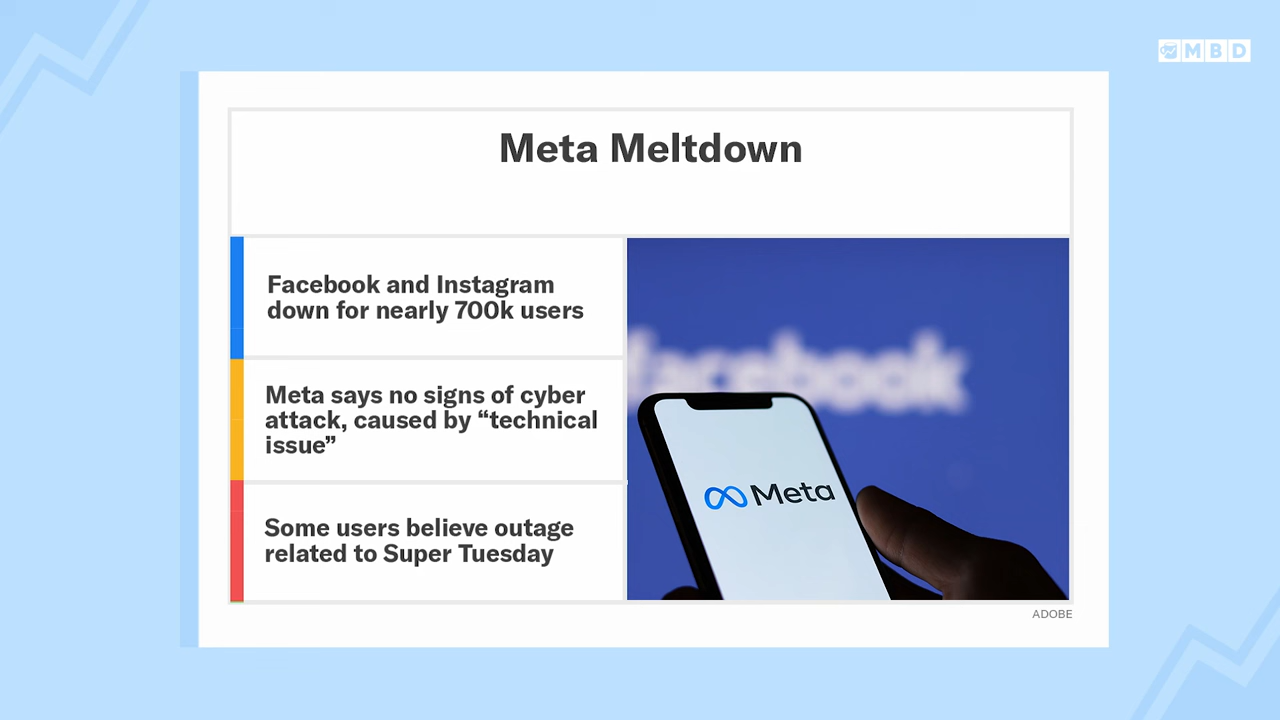 MBD
Meta Meltdown
Facebook and Instagram
down for nearly 700k users
Meta says no signs of cyber
attack, caused by “technical
issue”
Some users believe outage
related to Super Tuesday
facebook
Meta
ADOBE